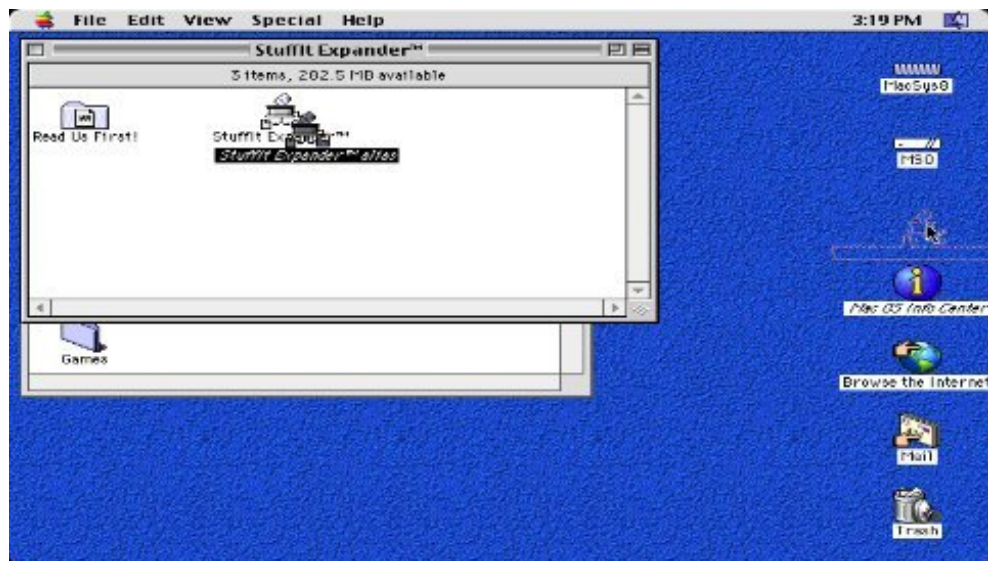 File Edit View Special Help 3:19 PM
StuffIt Expander™
3 items, 282.5 MB available
Read Us First!
StuffIt Expander™
StuffIt Expander™ alias
Games
MacSys8
MSO
Mac OS Info Center
Browse the Internet
Mail
Trash